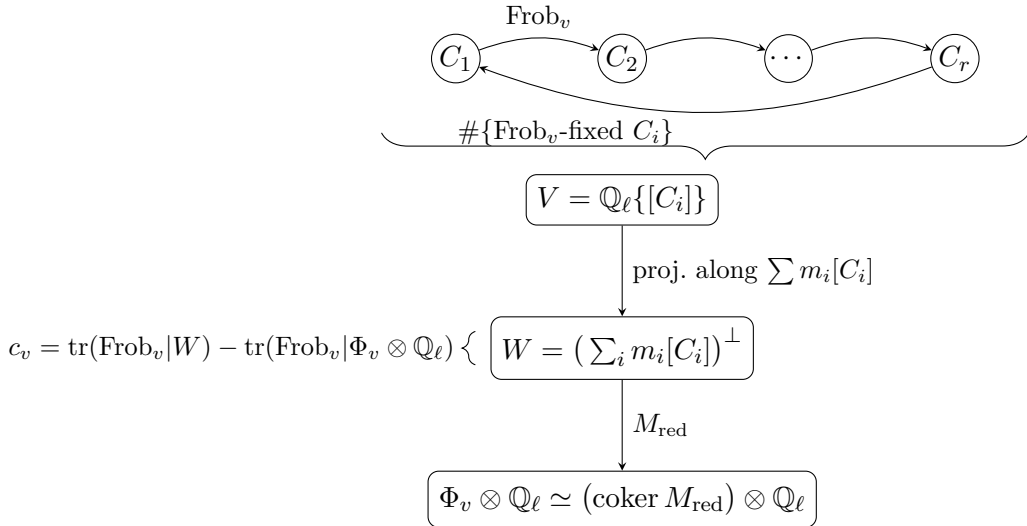 Frob_v
C_1 C_2 ⋯ C_r
#{Frob_v-fixed C_i}
V = ℚ_ℓ{[C_i]}
proj. along ∑ m_i[C_i]
c_v = tr(Frob_v|W) − tr(Frob_v|Φ_v ⊗ ℚ_ℓ) { W = (∑_i m_i[C_i])^⊥
M_red
Φ_v ⊗ ℚ_ℓ ≃ (coker M_red) ⊗ ℚ_ℓ